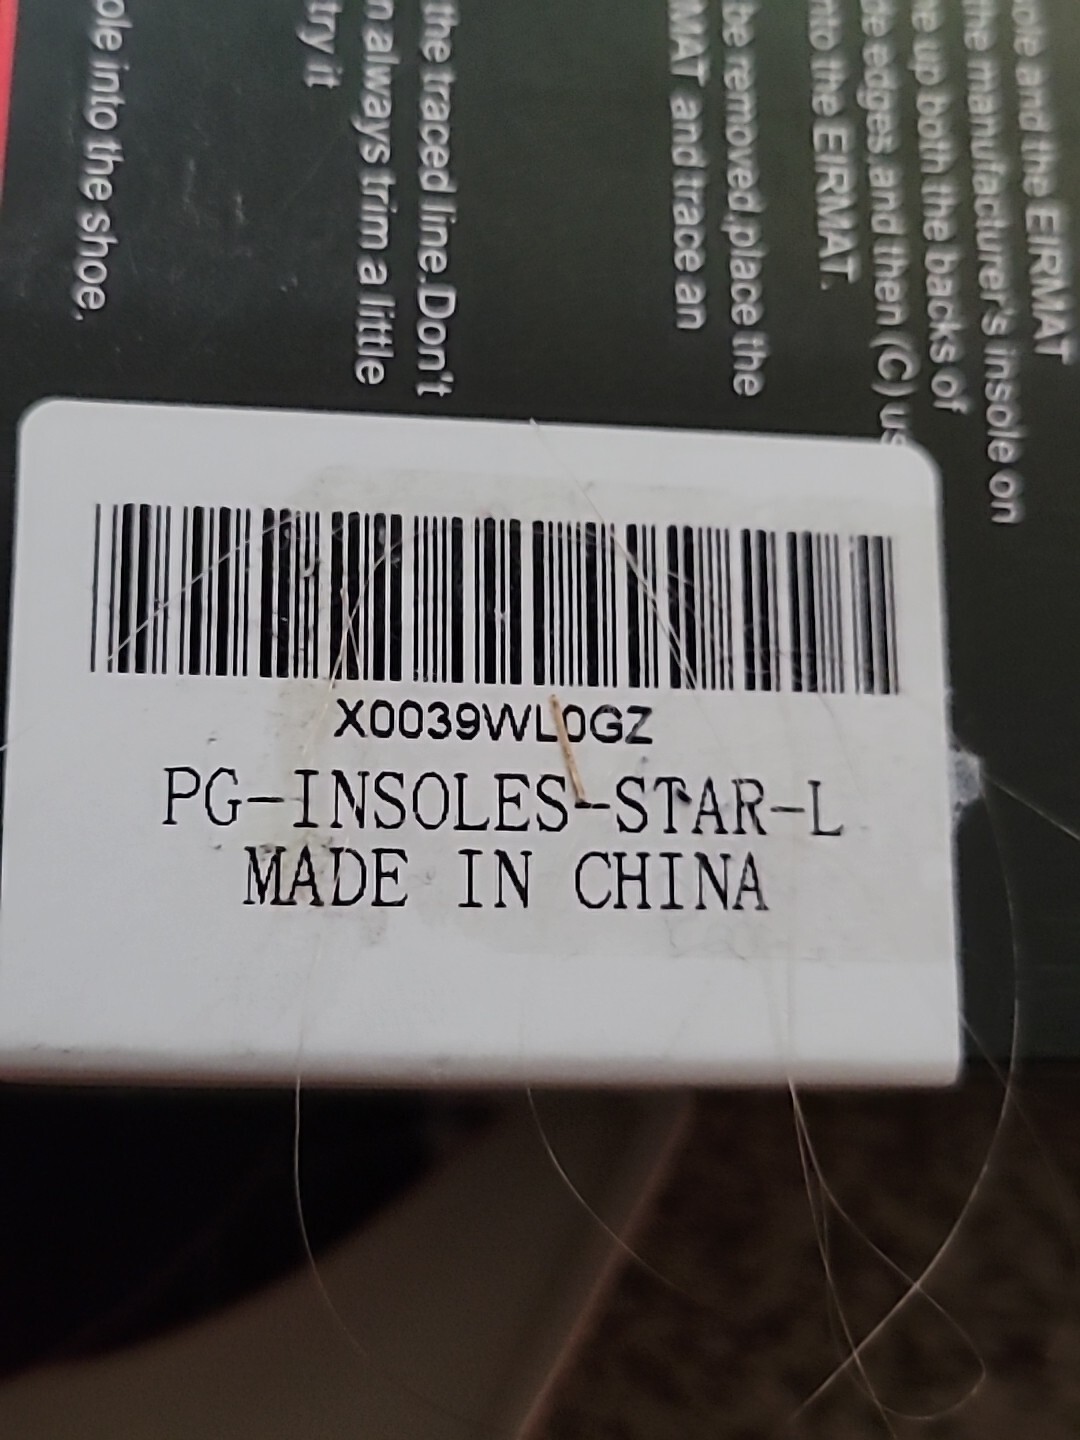 ole and the EIRMAT
the manufacturer's insole on
e up both the backs of
e edges,and then (C) us
nto the EIRMAT.
be removed,place the
MAT and trace an
the traced line.Don't
n always trim a little
try it
ole into the shoe.
X0039WL0GZ
PG-INSOLES-STAR-L
MADE IN CHINA